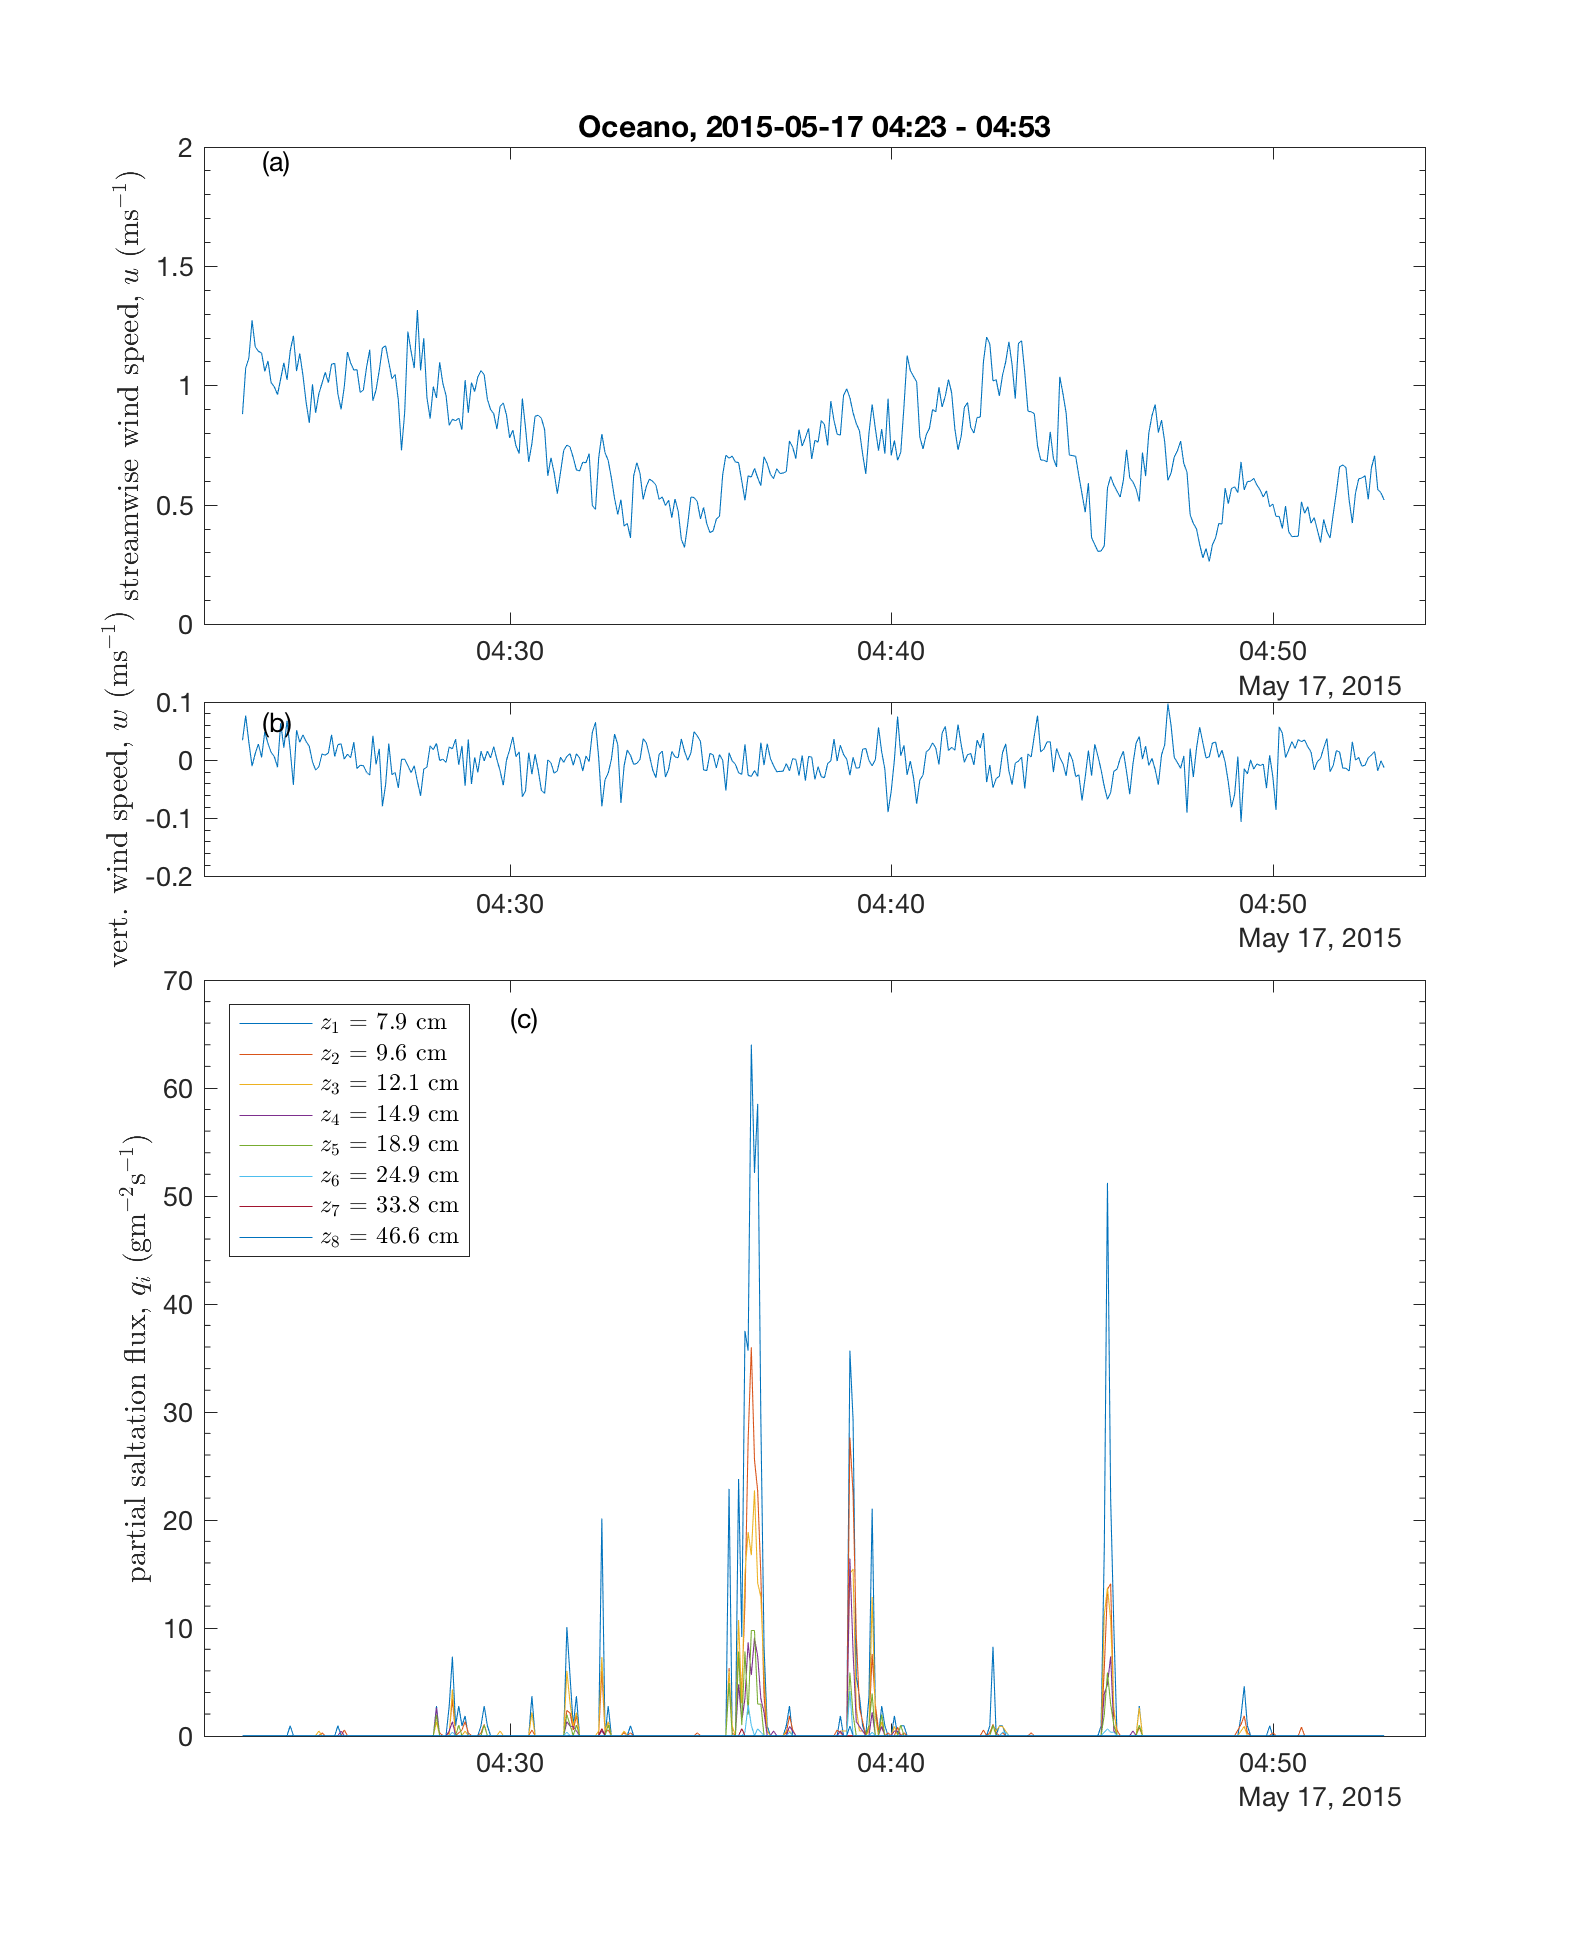 Oceano, 2015-05-17 04:23 - 04:53
(a)
streamwise wind speed, u (ms⁻¹)
2
1.5
1
0.5
0
04:30 04:40 04:50
May 17, 2015
(b)
vert. wind speed, w (ms⁻¹)
0.1
0
-0.1
-0.2
04:30 04:40 04:50
May 17, 2015
(c)
partial saltation flux, qᵢ (gm⁻²s⁻¹)
70
60
50
40
30
20
10
0
z₁ = 7.9 cm
z₂ = 9.6 cm
z₃ = 12.1 cm
z₄ = 14.9 cm
z₅ = 18.9 cm
z₆ = 24.9 cm
z₇ = 33.8 cm
z₈ = 46.6 cm
04:30 04:40 04:50
May 17, 2015